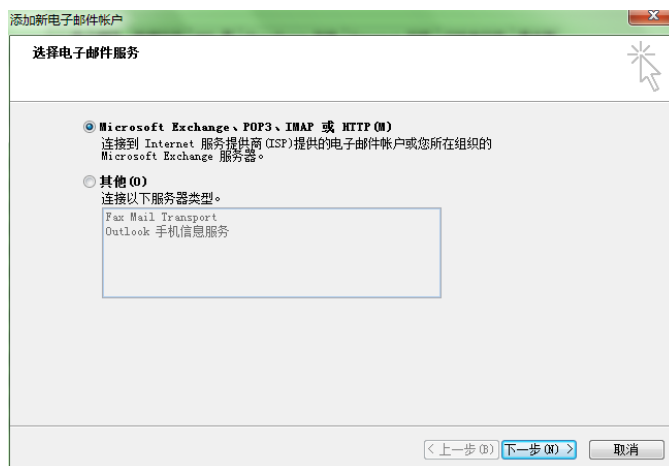 添加新电子邮件帐户
选择电子邮件服务
Microsoft Exchange、POP3、IMAP 或 HTTP(M)
连接到 Internet 服务提供商(ISP)提供的电子邮件帐户或您所在组织的
Microsoft Exchange 服务器。
其他(O)
连接以下服务器类型。
Fax Mail Transport
Outlook 手机信息服务
< 上一步(B) 下一步(N) > 取消